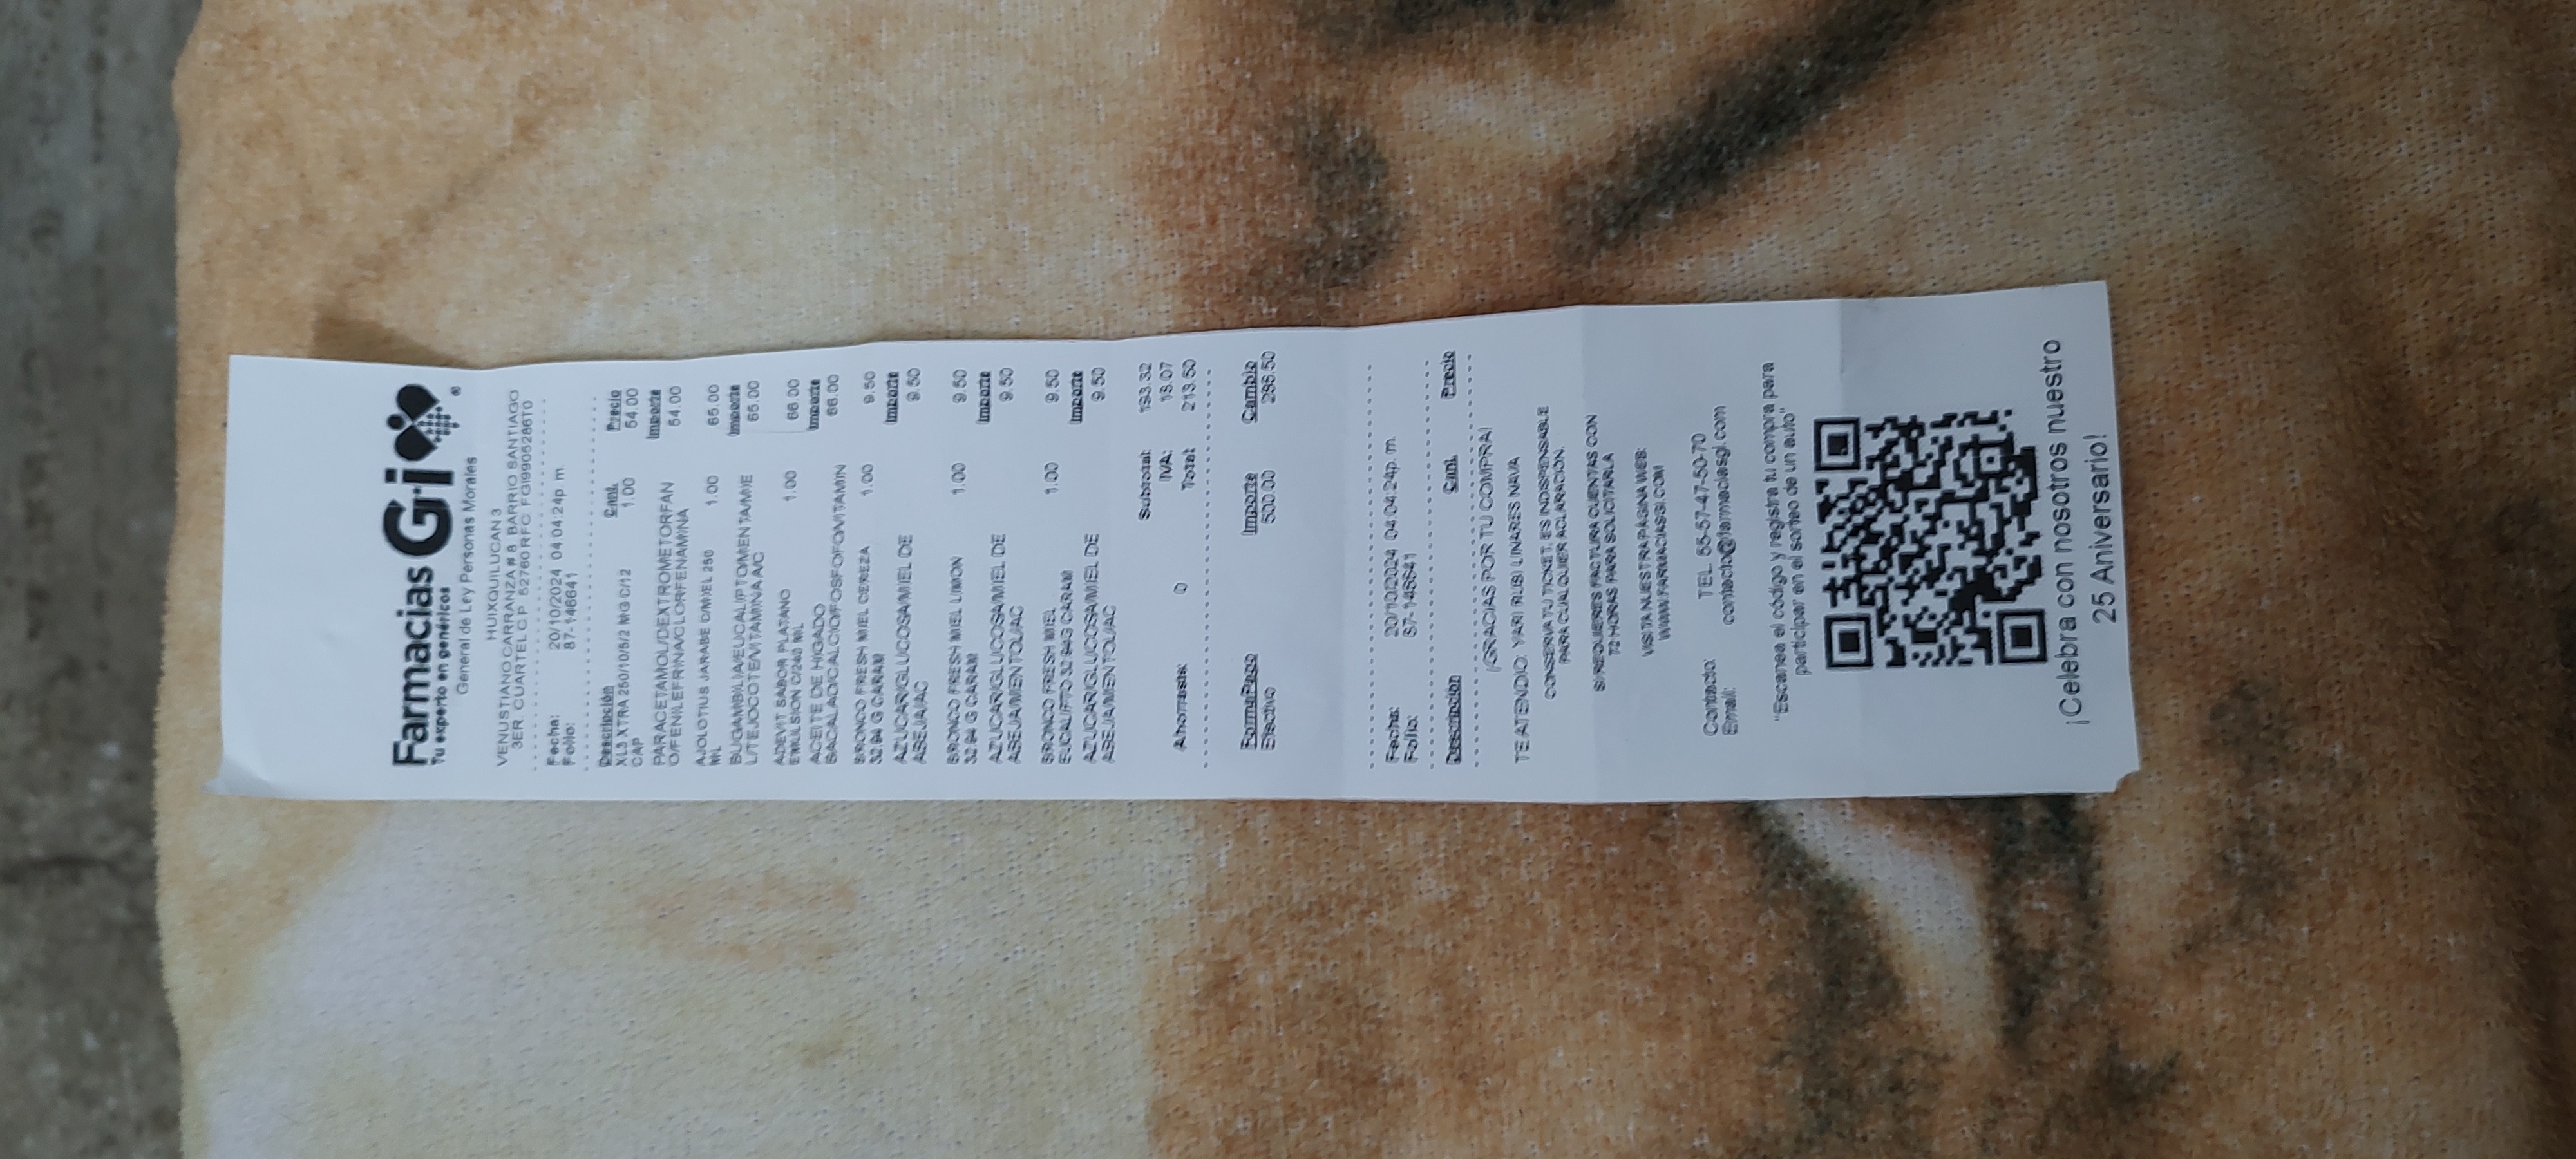 Farmacias Gi
®
Tu experto en genéricos
General de Ley Personas Morales
HUIXQUILUCAN 3
VENUSTIANO CARRANZA # 8 BARRIO SANTIAGO
3ER. CUARTEL C.P. 52760 RFC: FGI9905286T0
Fecha: 20/10/2024 04:04:24p.m.
Folio: 87-146641
Descripción Cant. Precio
XL3 XTRA 250/10/5/2 MG C/12 1.00 54.00
CAP Importe
PARACETAMOL/DEXTROMETORFAN 54.00
O/FENILEFRINA/CLORFENAMINA
AJOLOTIUS JARABE C/MIEL 250 1.00 65.00
ML Importe
BUGAMBILIA/EUCALIPTO/MENTA/MIE 65.00
L/TEJOCOTE/VITAMINA A/C
ADEVIT SABOR PLATANO 1.00 66.00
EMULSION C/240 ML Importe
ACEITE DE HIGADO 66.00
BACALAO/CALCIO/FOSFORO/VITAMIN
BRONCO FRESH MIEL CEREZA 1.00 9.50
32.94 G CARAM Importe
AZUCAR/GLUCOSA/MIEL DE 9.50
ABEJA/AC
BRONCO FRESH MIEL LIMON 1.00 9.50
32.94 G CARAM Importe
AZUCAR/GLUCOSA/MIEL DE 9.50
ABEJA/MENTOL/AC
BRONCO FRESH MIEL 1.00 9.50
EUCALIPTO 32.94G CARAM Importe
AZUCAR/GLUCOSA/MIEL DE 9.50
ABEJA/MENTOL/AC
Subtotal: 193.32
IVA: 18.07
Ahorraste: 0 Total: 213.50
FormaPago Importe Cambio
Efectivo 500.00 286.50
Fecha: 20/10/2024 04:04:24p.m.
Folio: 87-146641
Descripción Cant. Precio
¡GRACIAS POR TU COMPRA!
TE ATENDIO: YARI RUBI LINARES NAVA
CONSERVA TU TICKET, ES INDISPENSABLE
PARA CUALQUIER ACLARACIÓN.
SI REQUIERES FACTURA CUENTAS CON
72 HORAS PARA SOLICITARLA
VISITA NUESTRA PÁGINA WEB:
WWW.FARMACIASGI.COM
Contacto: TEL. 55-57-47-50-70
Email: contacto@farmaciasgi.com
"Escanea el código y registra tu compra para
participar en el sorteo de un auto"
¡Celebra con nosotros nuestro
25 Aniversario!